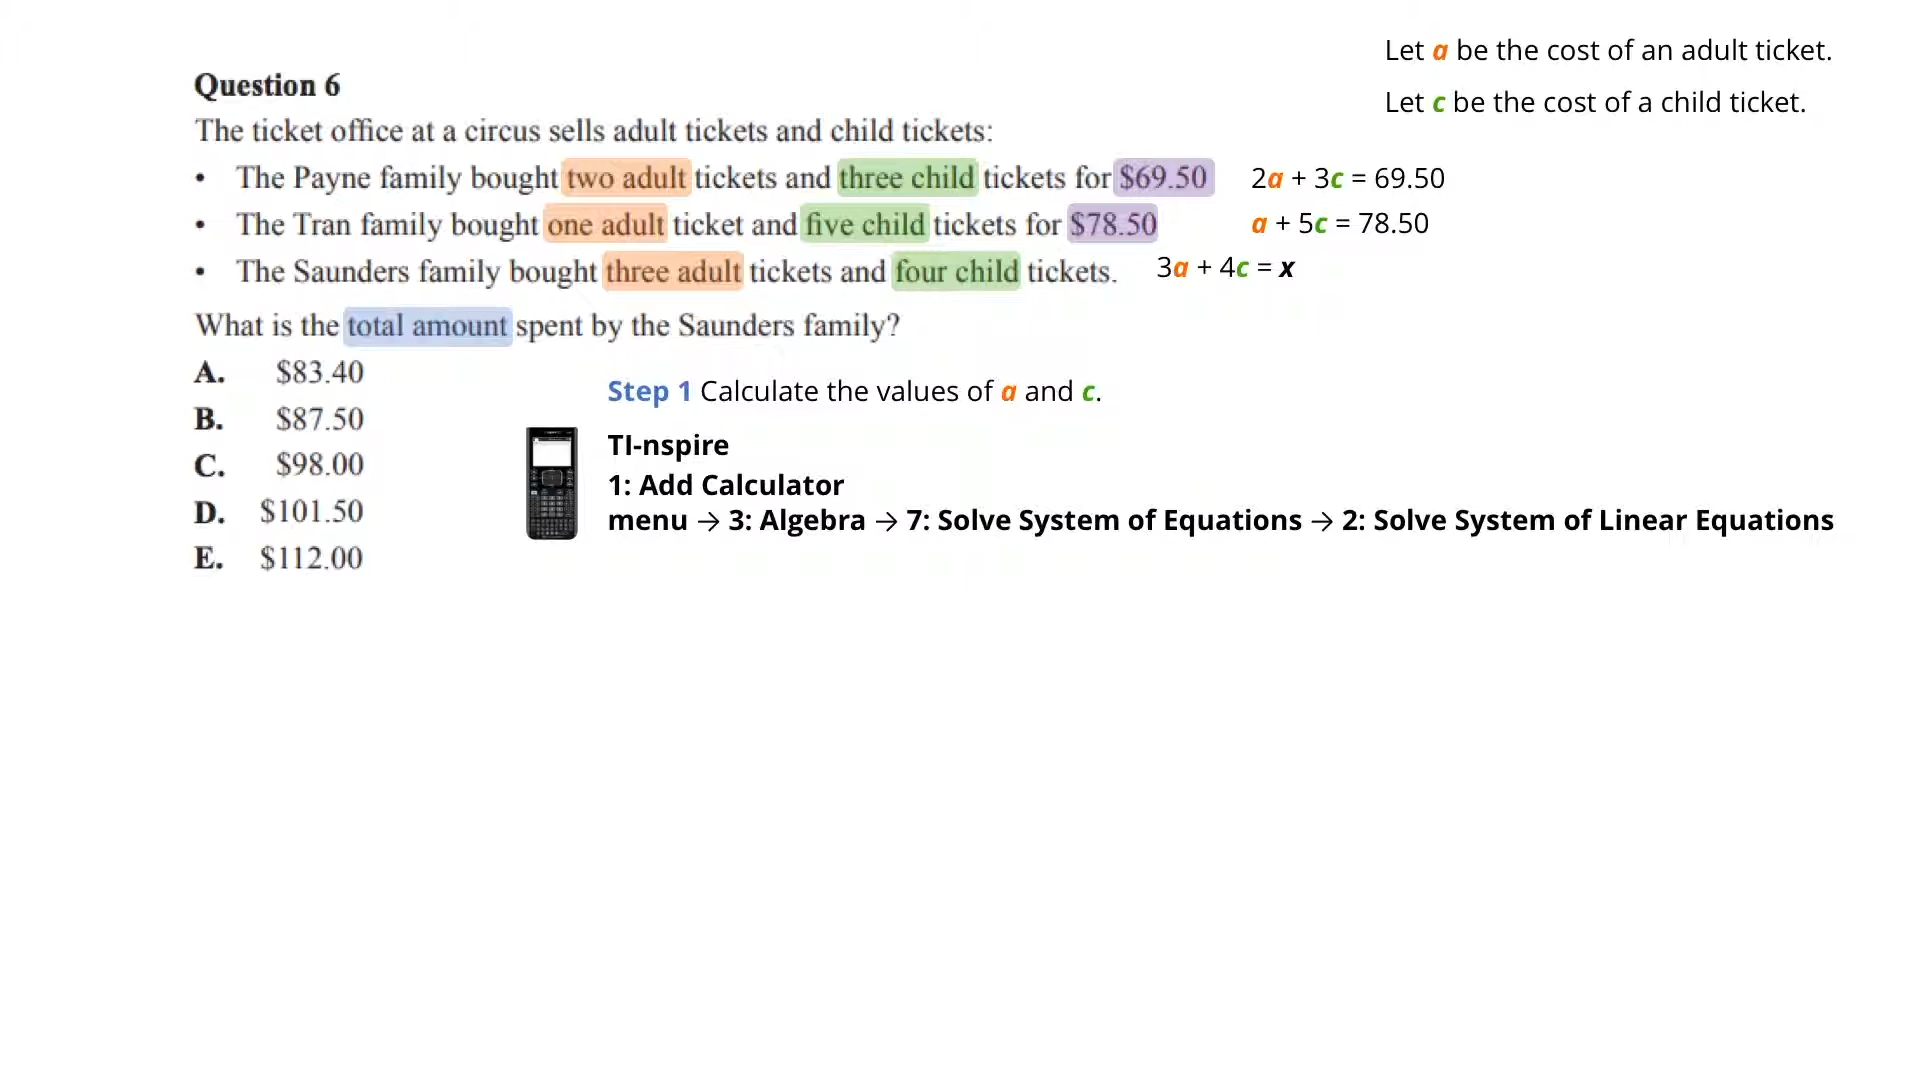 Let a be the cost of an adult ticket.
Let c be the cost of a child ticket.
Question 6
The ticket office at a circus sells adult tickets and child tickets:
• The Payne family bought two adult tickets and three child tickets for $69.50 2a + 3c = 69.50
• The Tran family bought one adult ticket and five child tickets for $78.50 a + 5c = 78.50
• The Saunders family bought three adult tickets and four child tickets. 3a + 4c = x
What is the total amount spent by the Saunders family?
A. $83.40
B. $87.50
C. $98.00
D. $101.50
E. $112.00
Step 1 Calculate the values of a and c.
TI-nspire
1: Add Calculator
menu → 3: Algebra → 7: Solve System of Equations → 2: Solve System of Linear Equations